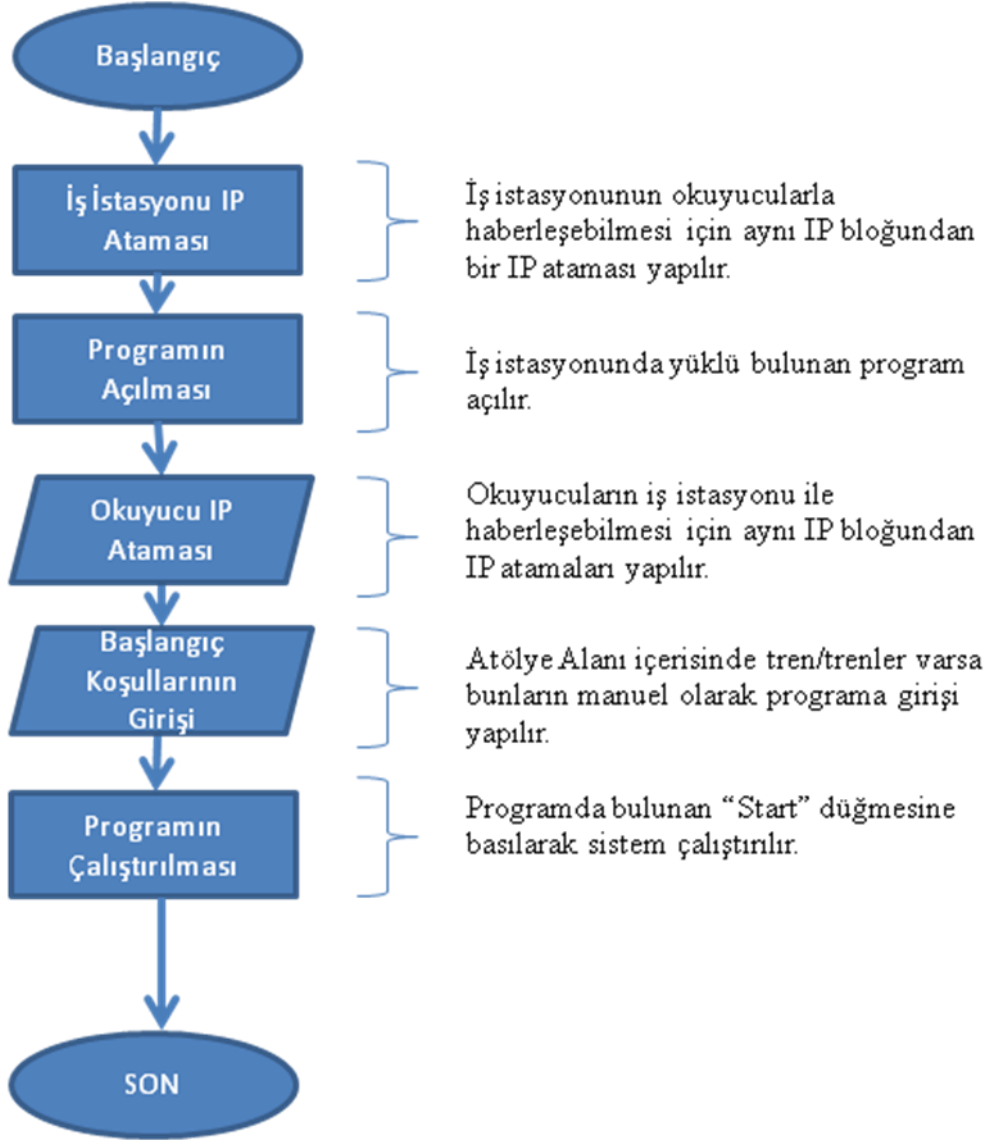 Başlangıç
İş İstasyonu IP
Ataması
İş istasyonunun okuyucularla
haberleşebilmesi için aynı IP bloğundan
bir IP ataması yapılır.
Programın
Açılması
İş istasyonunda yüklü bulunan program
açılır.
Okuyucu IP
Ataması
Okuyucuların iş istasyonu ile
haberleşebilmesi için aynı IP bloğundan
IP atamaları yapılır.
Başlangıç
Koşullarının
Girişi
Atölye Alanı içerisinde tren/trenler varsa
bunların manuel olarak programa girişi
yapılır.
Programın
Çalıştırılması
Programda bulunan “Start” düğmesine
basılarak sistem çalıştırılır.
SON